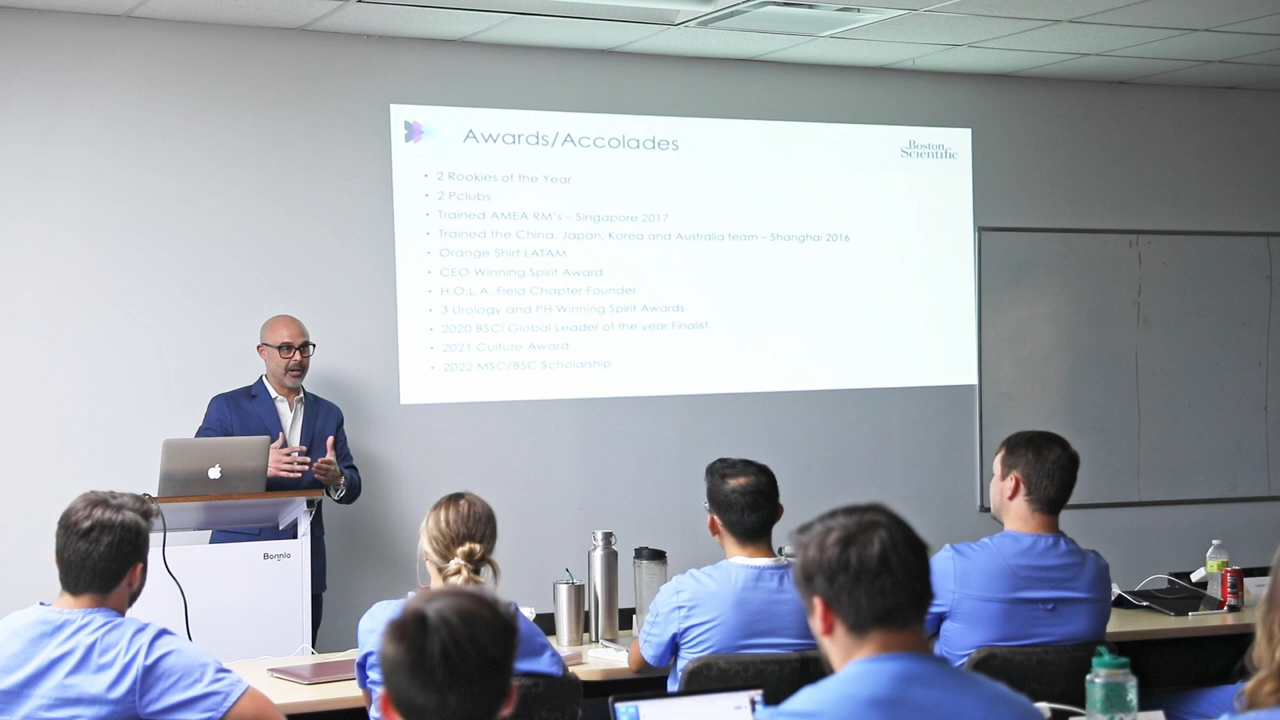 Awards/Accolades
Boston
Scientific
• 2 Rookies of the Year
• 2 Pclubs
• Trained AMEA RM's – Singapore 2017
• Trained the China, Japan, Korea and Australia team – Shanghai 2016
• Orange Shirt LATAM
• CEO Winning Spirit Award
• H.O.L.A. Field Chapter Founder
• 3 Urology and PH Winning Spirit Awards
• 2020 BSCI Global Leader of the year Finalist
• 2021 Culture Award
• 2022 MSC/BSC Scholarship
Bonnlo